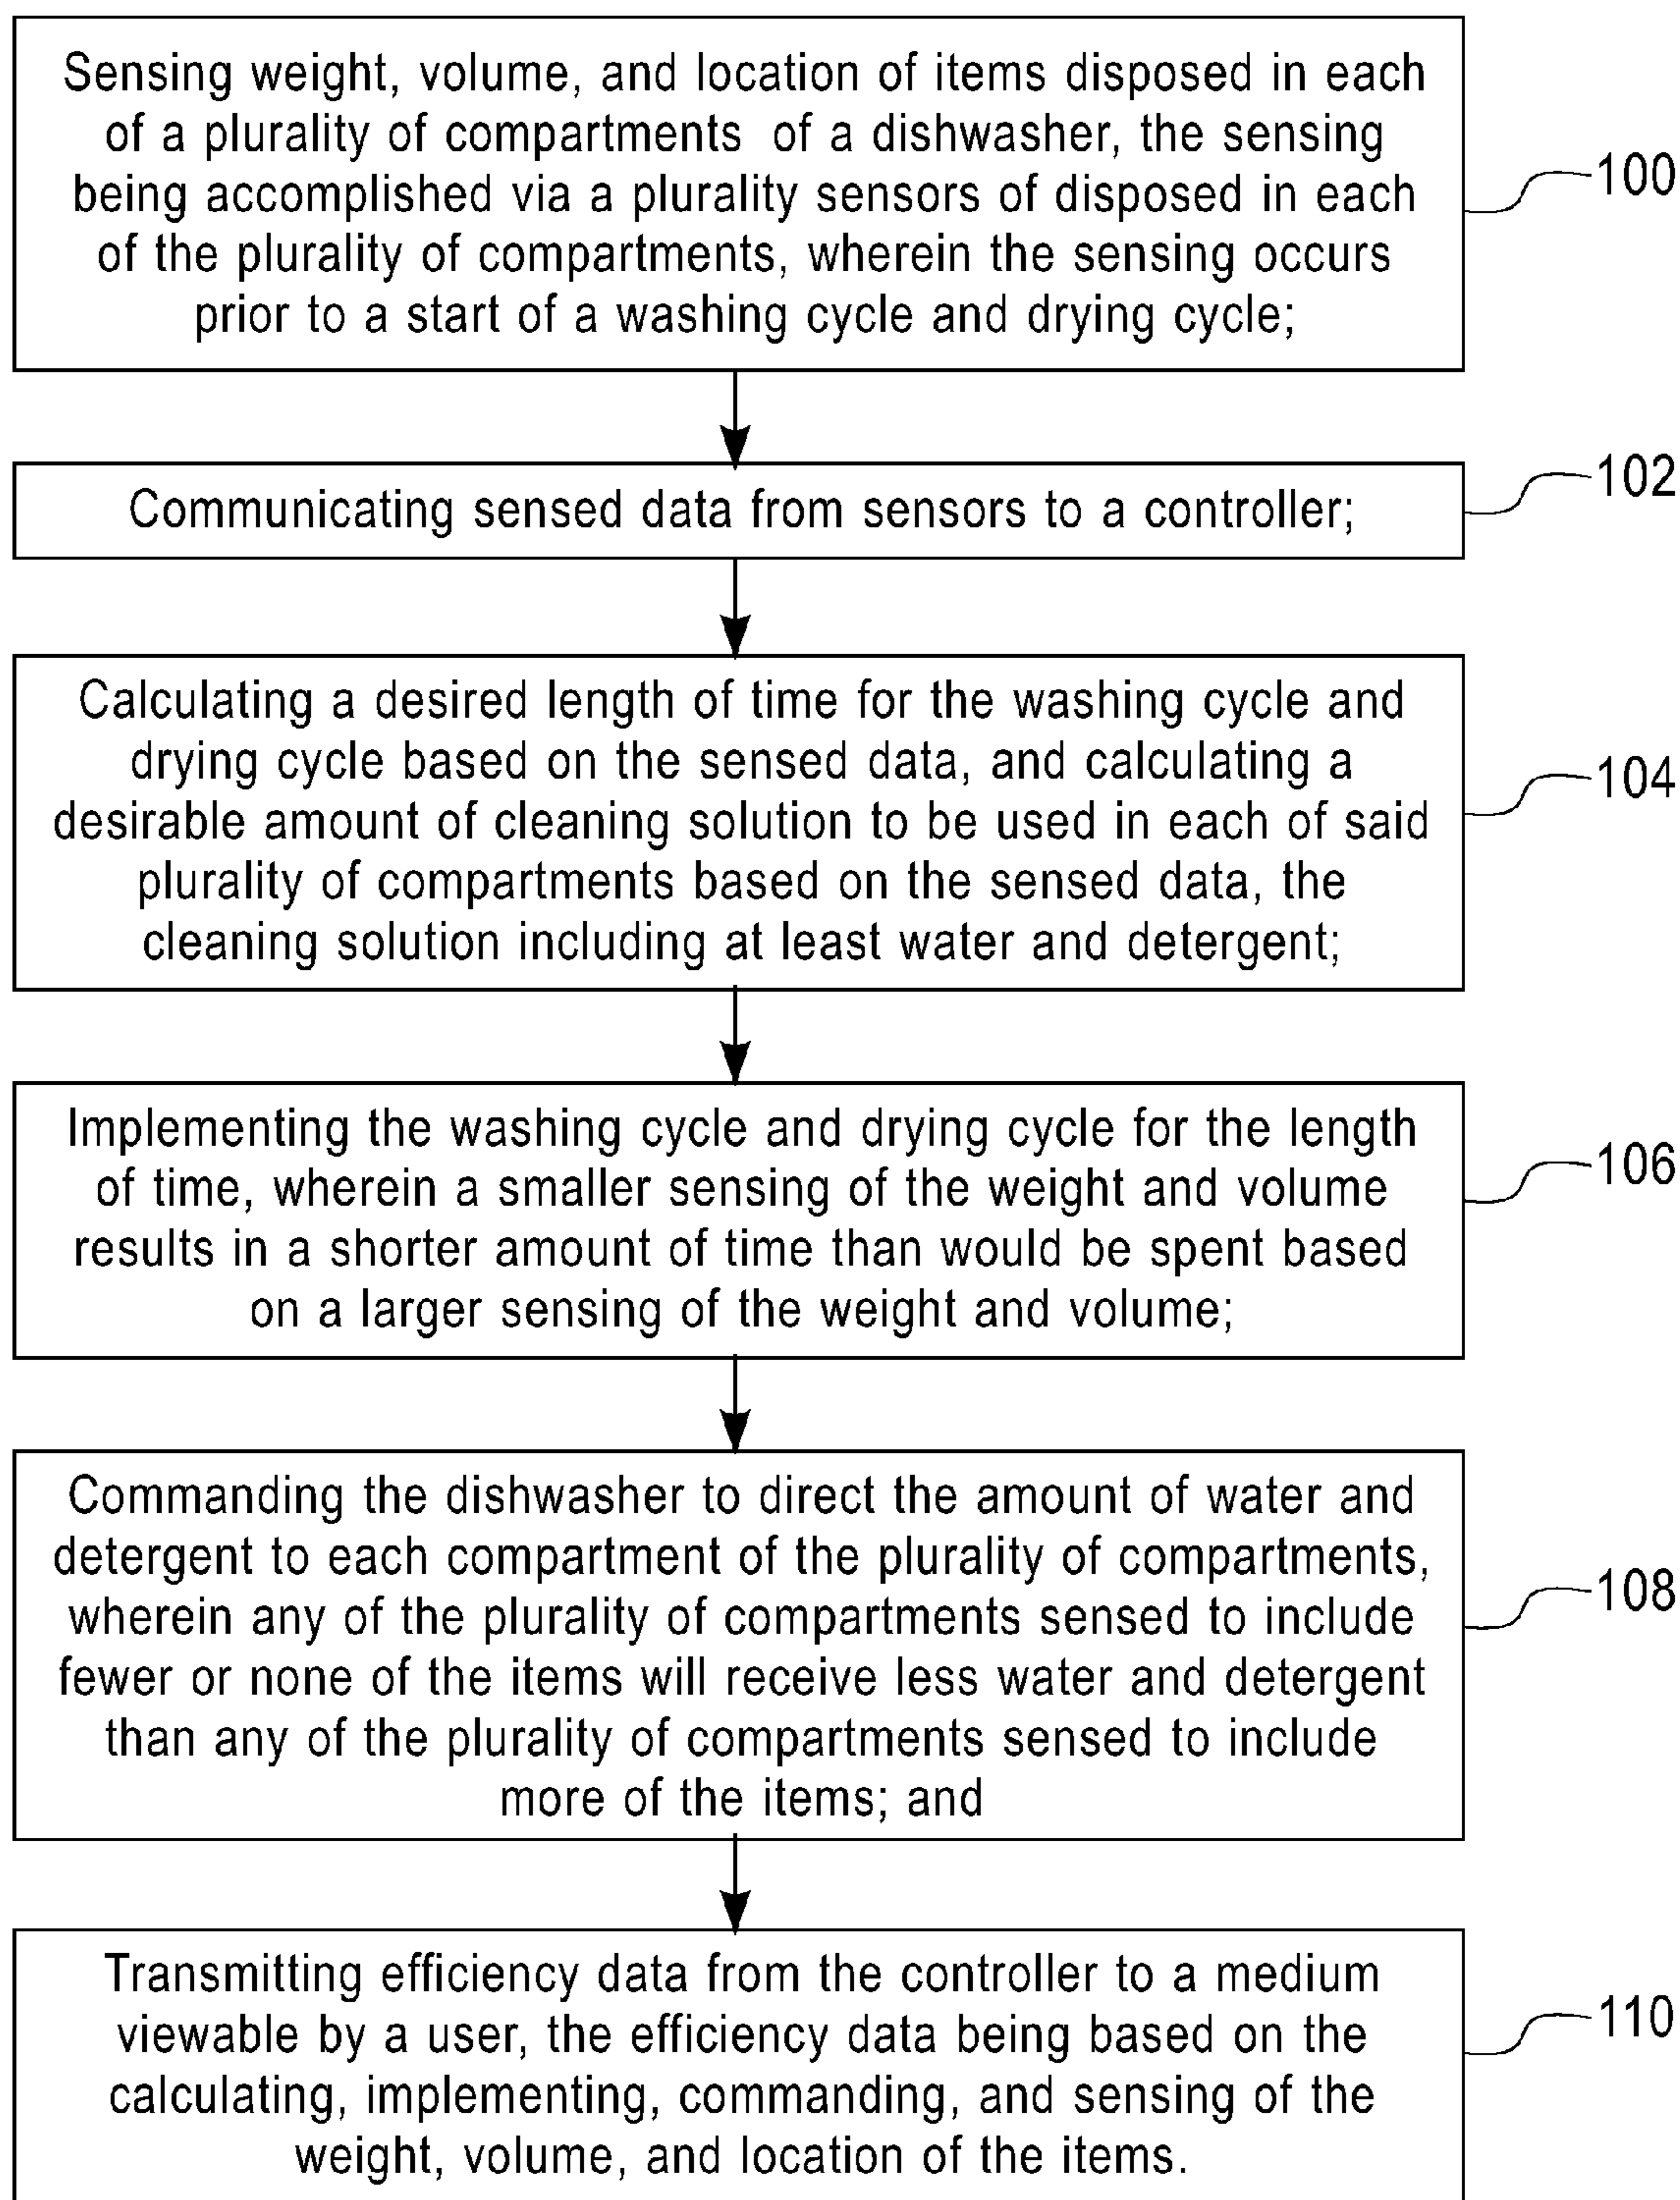 Sensing weight, volume, and location of items disposed in each
of a plurality of compartments of a dishwasher, the sensing
being accomplished via a plurality sensors of disposed in each
of the plurality of compartments, wherein the sensing occurs
prior to a start of a washing cycle and drying cycle;
100
Communicating sensed data from sensors to a controller;
102
Calculating a desired length of time for the washing cycle and
drying cycle based on the sensed data, and calculating a
desirable amount of cleaning solution to be used in each of said
plurality of compartments based on the sensed data, the
cleaning solution including at least water and detergent;
104
Implementing the washing cycle and drying cycle for the length
of time, wherein a smaller sensing of the weight and volume
results in a shorter amount of time than would be spent based
on a larger sensing of the weight and volume;
106
Commanding the dishwasher to direct the amount of water and
detergent to each compartment of the plurality of compartments,
wherein any of the plurality of compartments sensed to include
fewer or none of the items will receive less water and detergent
than any of the plurality of compartments sensed to include
more of the items; and
108
Transmitting efficiency data from the controller to a medium
viewable by a user, the efficiency data being based on the
calculating, implementing, commanding, and sensing of the
weight, volume, and location of the items.
110